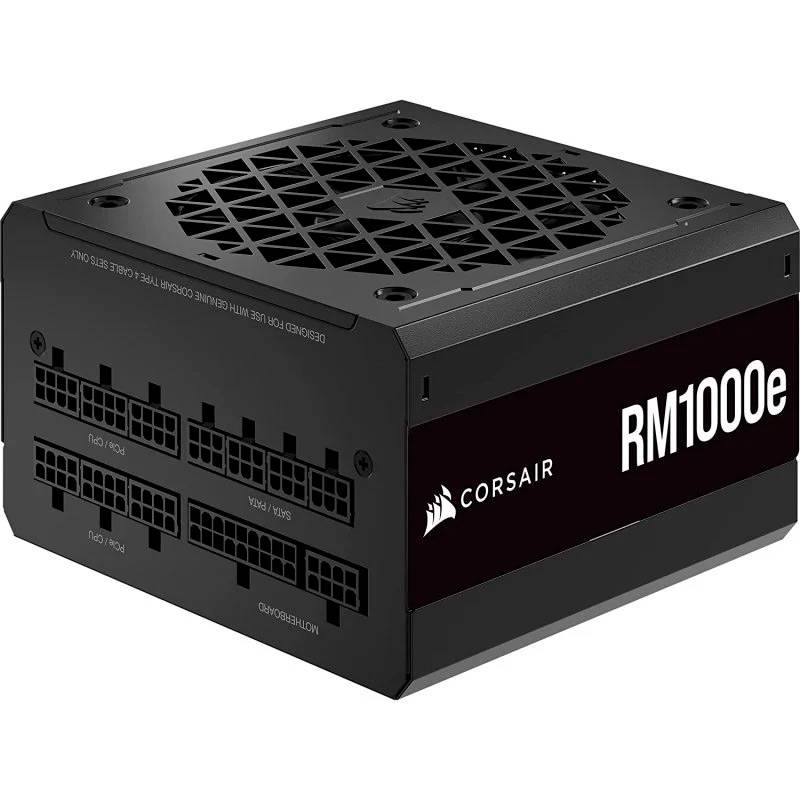 DESIGNED FOR USE WITH GENUINE CORSAIR TYPE 4 CABLE SETS ONLY
PCIe / CPU
SATA / PATA
PCIe / CPU
MOTHERBOARD
CORSAIR
RM1000e